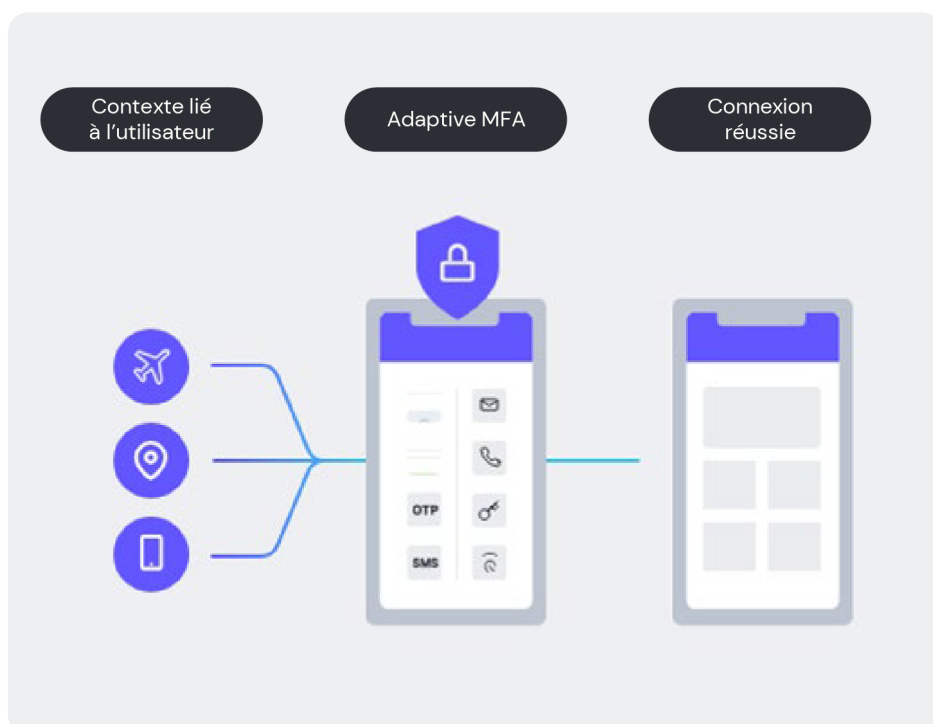 Contexte lié
à l'utilisateur
Adaptive MFA
Connexion
réussie
OTP
SMS